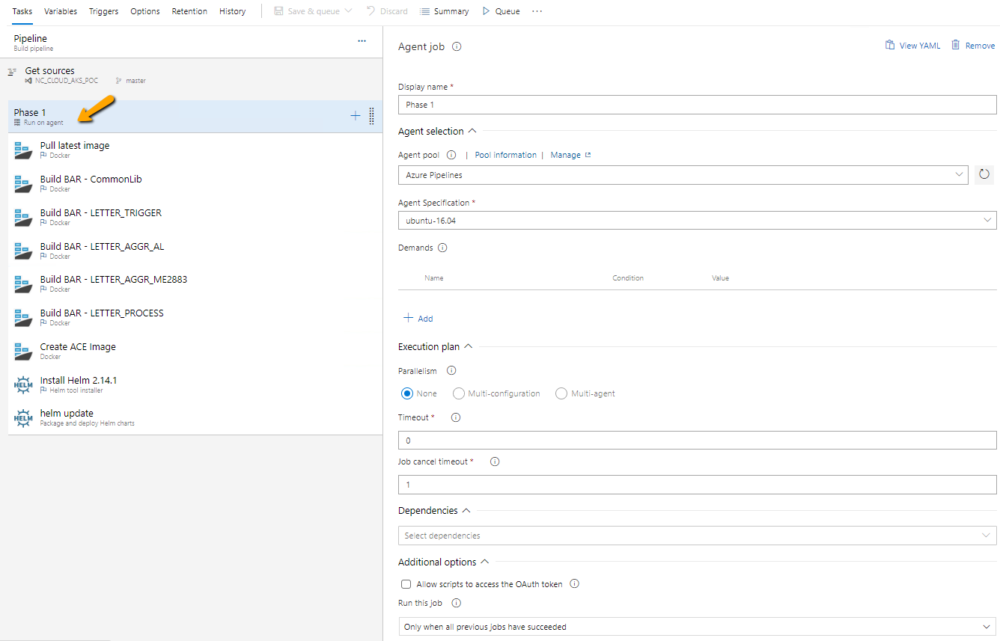 Tasks Variables Triggers Options Retention History Save & queue Discard Summary Queue ...
Pipeline ...
Build pipeline
Get sources
NC_CLOUD_AKS_POC master
Phase 1
Run on agent
Pull latest image
Docker
Build BAR - CommonLib
Docker
Build BAR - LETTER_TRIGGER
Docker
Build BAR - LETTER_AGGR_AL
Docker
Build BAR - LETTER_AGGR_ME2883
Docker
Build BAR - LETTER_PROCESS
Docker
Create ACE Image
Docker
HELM
Install Helm 2.14.1
Helm tool installer
HELM
helm update
Package and deploy Helm charts
Agent job View YAML Remove
Display name *
Phase 1
Agent selection
Agent pool | Pool information | Manage
Azure Pipelines
Agent Specification *
ubuntu-16.04
Demands
Name Condition Value
+ Add
Execution plan
Parallelism
None Multi-configuration Multi-agent
Timeout *
0
Job cancel timeout *
1
Dependencies
Select dependencies
Additional options
Allow scripts to access the OAuth token
Run this job
Only when all previous jobs have succeeded